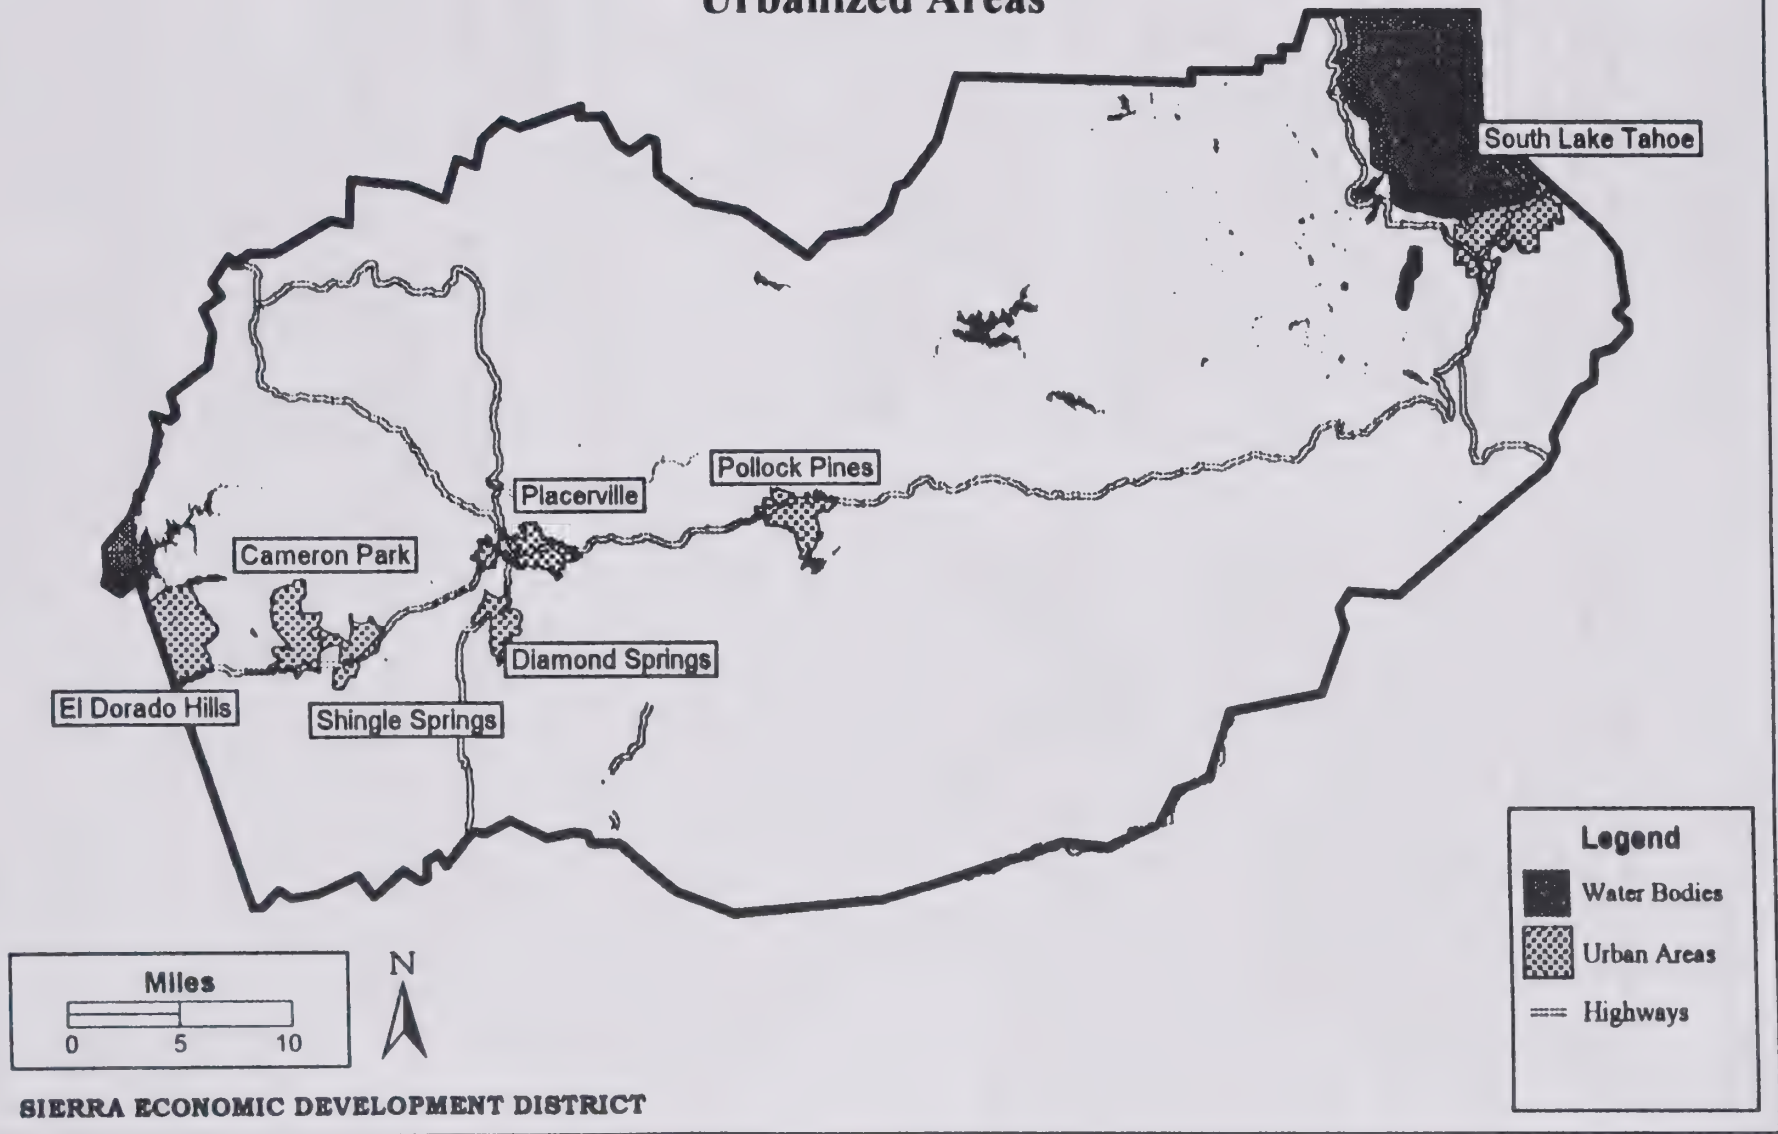 Urbanized Areas
South Lake Tahoe
Pollock Pines
Placerville
Cameron Park
Diamond Springs
El Dorado Hills
Shingle Springs
Legend
Water Bodies
Urban Areas
Highways
Miles
0 5 10
N
SIERRA ECONOMIC DEVELOPMENT DISTRICT